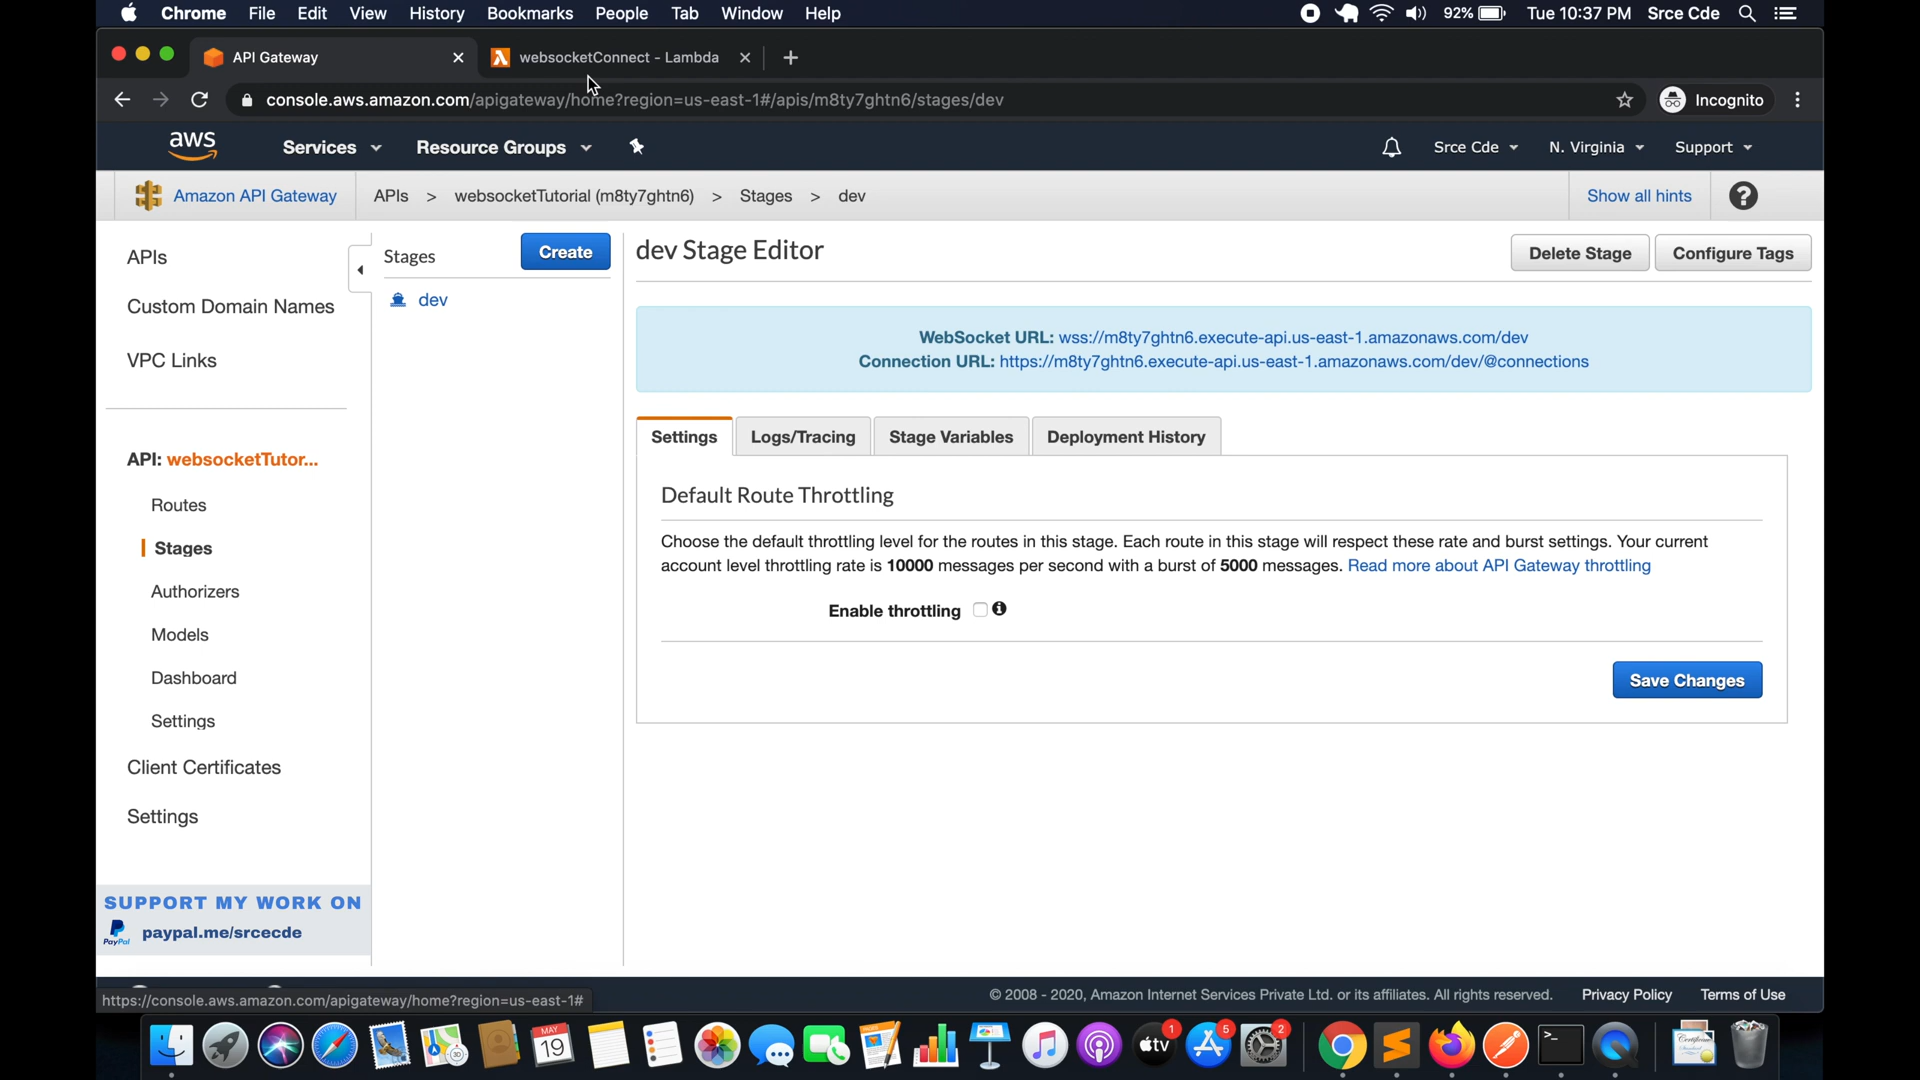 Chrome File Edit View History Bookmarks People Tab Window Help 92% Tue 10:37 PM Srce Cde
API Gateway websocketConnect - Lambda
console.aws.amazon.com/apigateway/home?region=us-east-1#/apis/m8ty7ghtn6/stages/dev Incognito
aws Services Resource Groups Srce Cde N. Virginia Support
Amazon API Gateway APIs > websocketTutorial (m8ty7ghtn6) > Stages > dev Show all hints ?
APIs
Custom Domain Names
VPC Links
API: websocketTutor...
Routes
Stages
Authorizers
Models
Dashboard
Settings
Client Certificates
Settings
SUPPORT MY WORK ON
PayPal paypal.me/srcecde
Stages Create
dev
dev Stage Editor Delete Stage Configure Tags
WebSocket URL: wss://m8ty7ghtn6.execute-api.us-east-1.amazonaws.com/dev
Connection URL: https://m8ty7ghtn6.execute-api.us-east-1.amazonaws.com/dev/@connections
Settings Logs/Tracing Stage Variables Deployment History
Default Route Throttling
Choose the default throttling level for the routes in this stage. Each route in this stage will respect these rate and burst settings. Your current
account level throttling rate is 10000 messages per second with a burst of 5000 messages. Read more about API Gateway throttling
Enable throttling
Save Changes
https://console.aws.amazon.com/apigateway/home?region=us-east-1#
© 2008 - 2020, Amazon Internet Services Private Ltd. or its affiliates. All rights reserved. Privacy Policy Terms of Use
MAY 19 tv 1 5 2